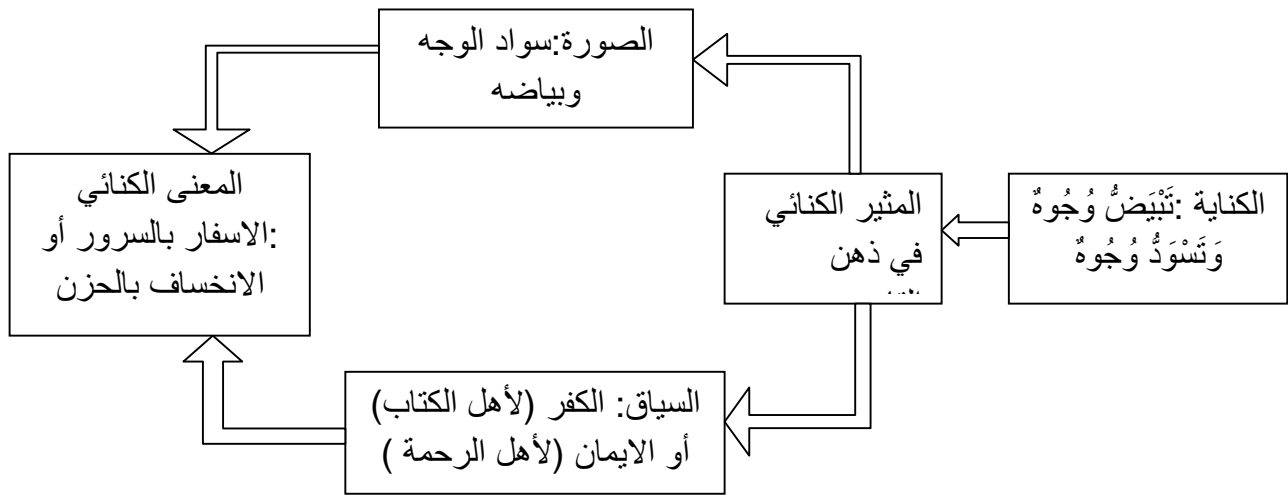 الكناية :تَبْيَضُّ وُجُوهٌ
وَتَسْوَدُّ وُجُوهٌ
المثير الكنائي
في ذهن
الصورة:سواد الوجه
وبياضه
السياق: الكفر (لأهل الكتاب)
أو الايمان (لأهل الرحمة )
المعنى الكنائي
:الاسفار بالسرور أو
الانخساف بالحزن